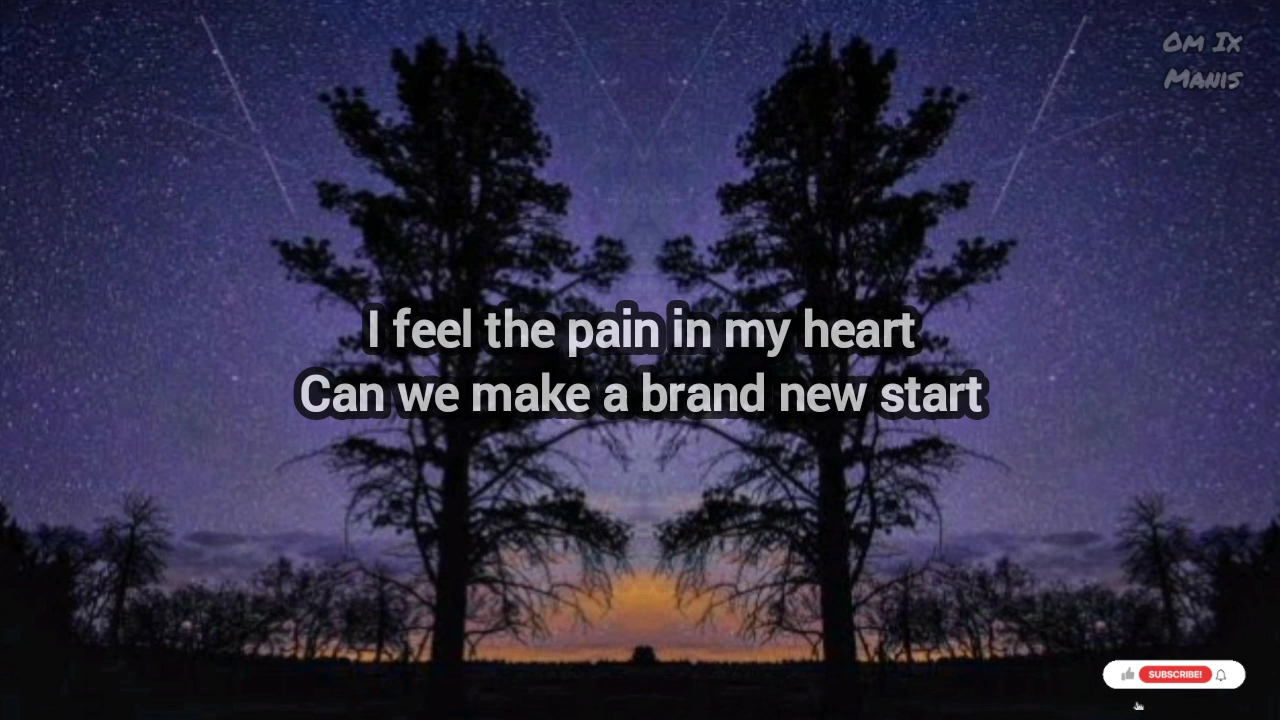 Om Ix
Manis
I feel the pain in my heart
Can we make a brand new start
SUBSCRIBE!